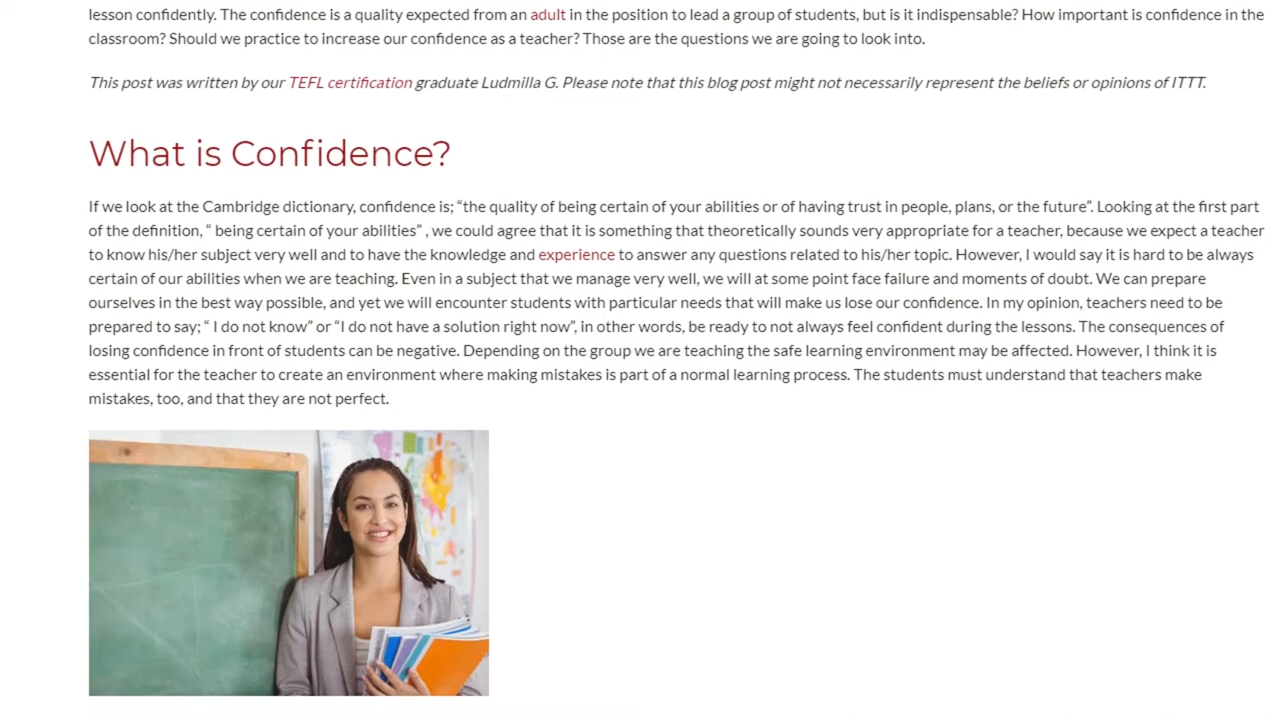 lesson confidently. The confidence is a quality expected from an adult in the position to lead a group of students, but is it indispensable? How important is confidence in the
classroom? Should we practice to increase our confidence as a teacher? Those are the questions we are going to look into.
This post was written by our TEFL certification graduate Ludmilla G. Please note that this blog post might not necessarily represent the beliefs or opinions of ITTT.
What is Confidence?
If we look at the Cambridge dictionary, confidence is; “the quality of being certain of your abilities or of having trust in people, plans, or the future”. Looking at the first part
of the definition, “ being certain of your abilities” , we could agree that it is something that theoretically sounds very appropriate for a teacher, because we expect a teacher
to know his/her subject very well and to have the knowledge and experience to answer any questions related to his/her topic. However, I would say it is hard to be always
certain of our abilities when we are teaching. Even in a subject that we manage very well, we will at some point face failure and moments of doubt. We can prepare
ourselves in the best way possible, and yet we will encounter students with particular needs that will make us lose our confidence. In my opinion, teachers need to be
prepared to say; “ I do not know” or “I do not have a solution right now”, in other words, be ready to not always feel confident during the lessons. The consequences of
losing confidence in front of students can be negative. Depending on the group we are teaching the safe learning environment may be affected. However, I think it is
essential for the teacher to create an environment where making mistakes is part of a normal learning process. The students must understand that teachers make
mistakes, too, and that they are not perfect.